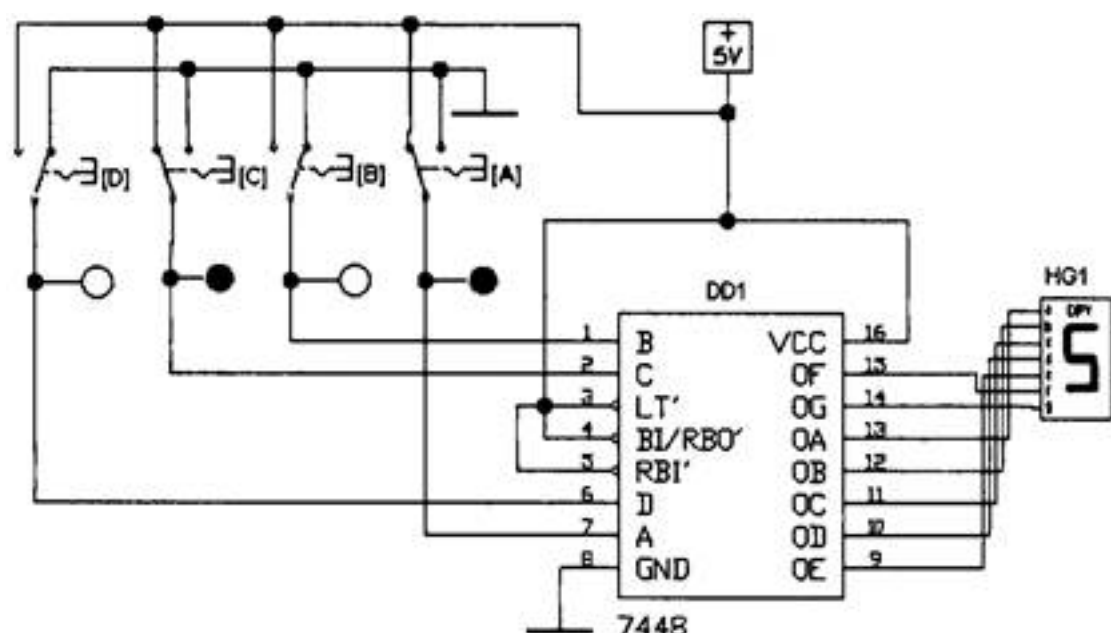 +
5V
[D]
[C]
[B]
[A]
DD1
HG1
DPY
1 B VCC 16
2 C OF 15
3 LT' OG 14
4 BI/RBO' OA 13
5 RBI' OB 12
6 D OC 11
7 A OD 10
8 GND OE 9
7448
5